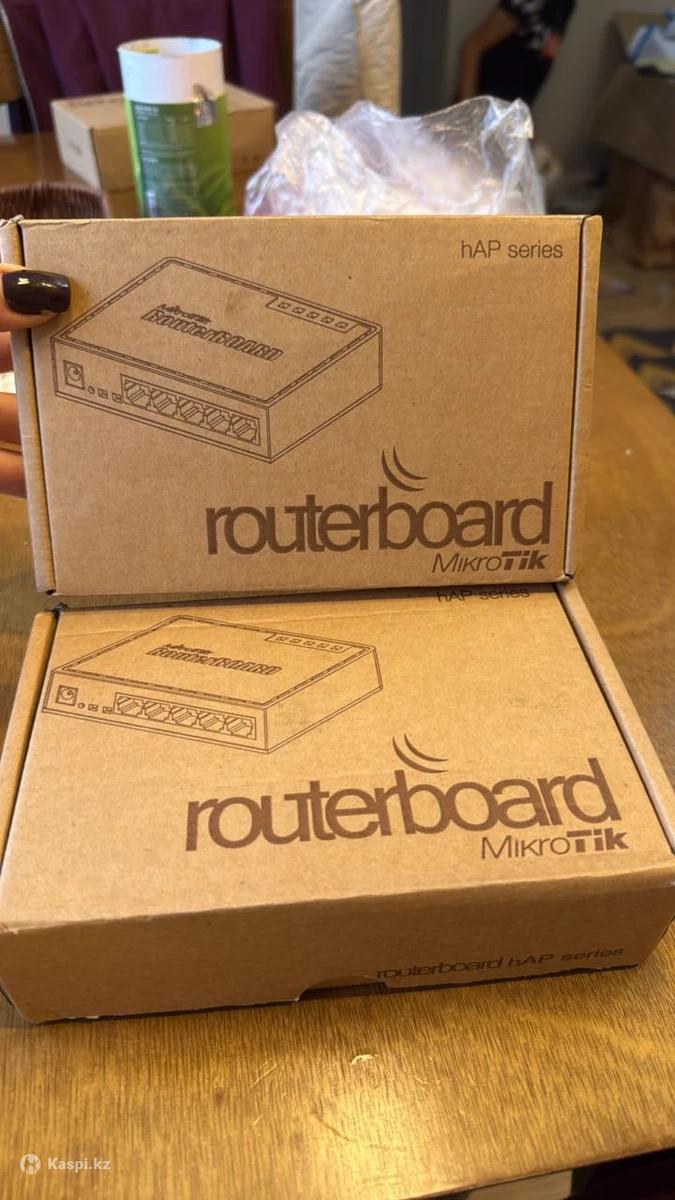 hAP series
MikroTik
RouterBOARD
routerboard
MikroTik
hAP series
MikroTik
RouterBOARD
routerboard
MikroTik
routerboard hAP series
Kaspi.kz